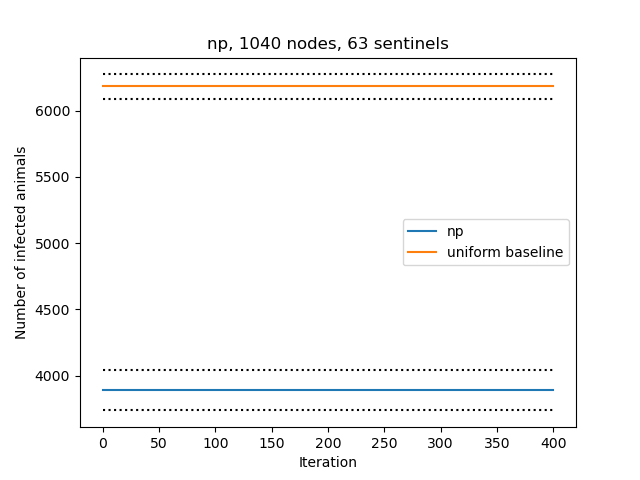 np, 1040 nodes, 63 sentinels
Number of infected animals
6000
5500
5000
4500
4000
np
uniform baseline
0 50 100 150 200 250 300 350 400
Iteration